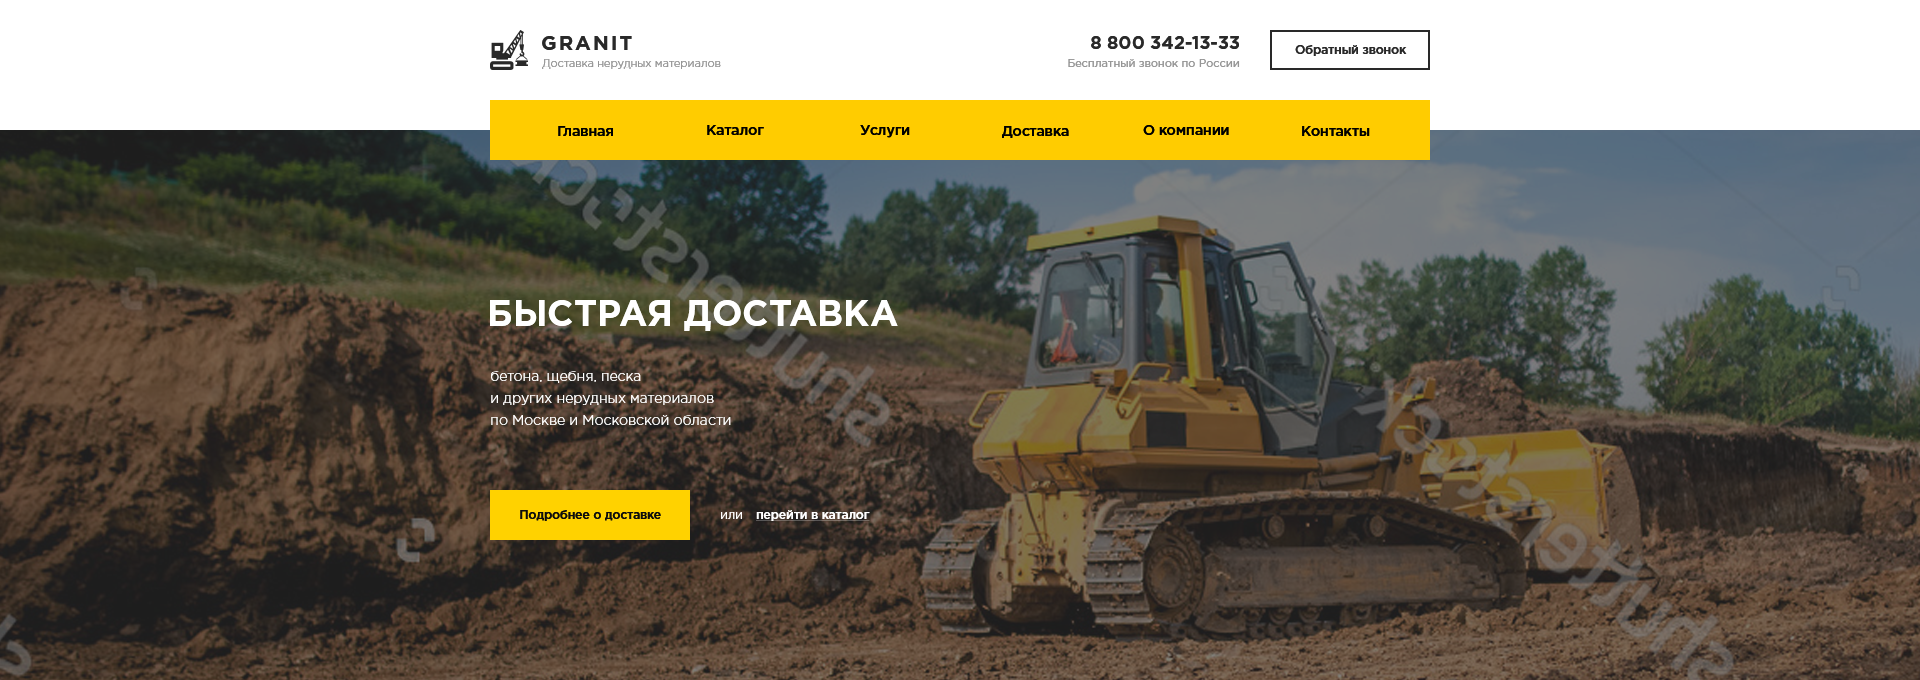 GRANIT
Доставка нерудных материалов
8 800 342-13-33
Бесплатный звонок по России
Обратный звонок
Главная
Каталог
Услуги
Доставка
О компании
Контакты
БЫСТРАЯ ДОСТАВКА
бетона, щебня, песка
и других нерудных материалов
по Москве и Московской области
Подробнее о доставке
или перейти в каталог